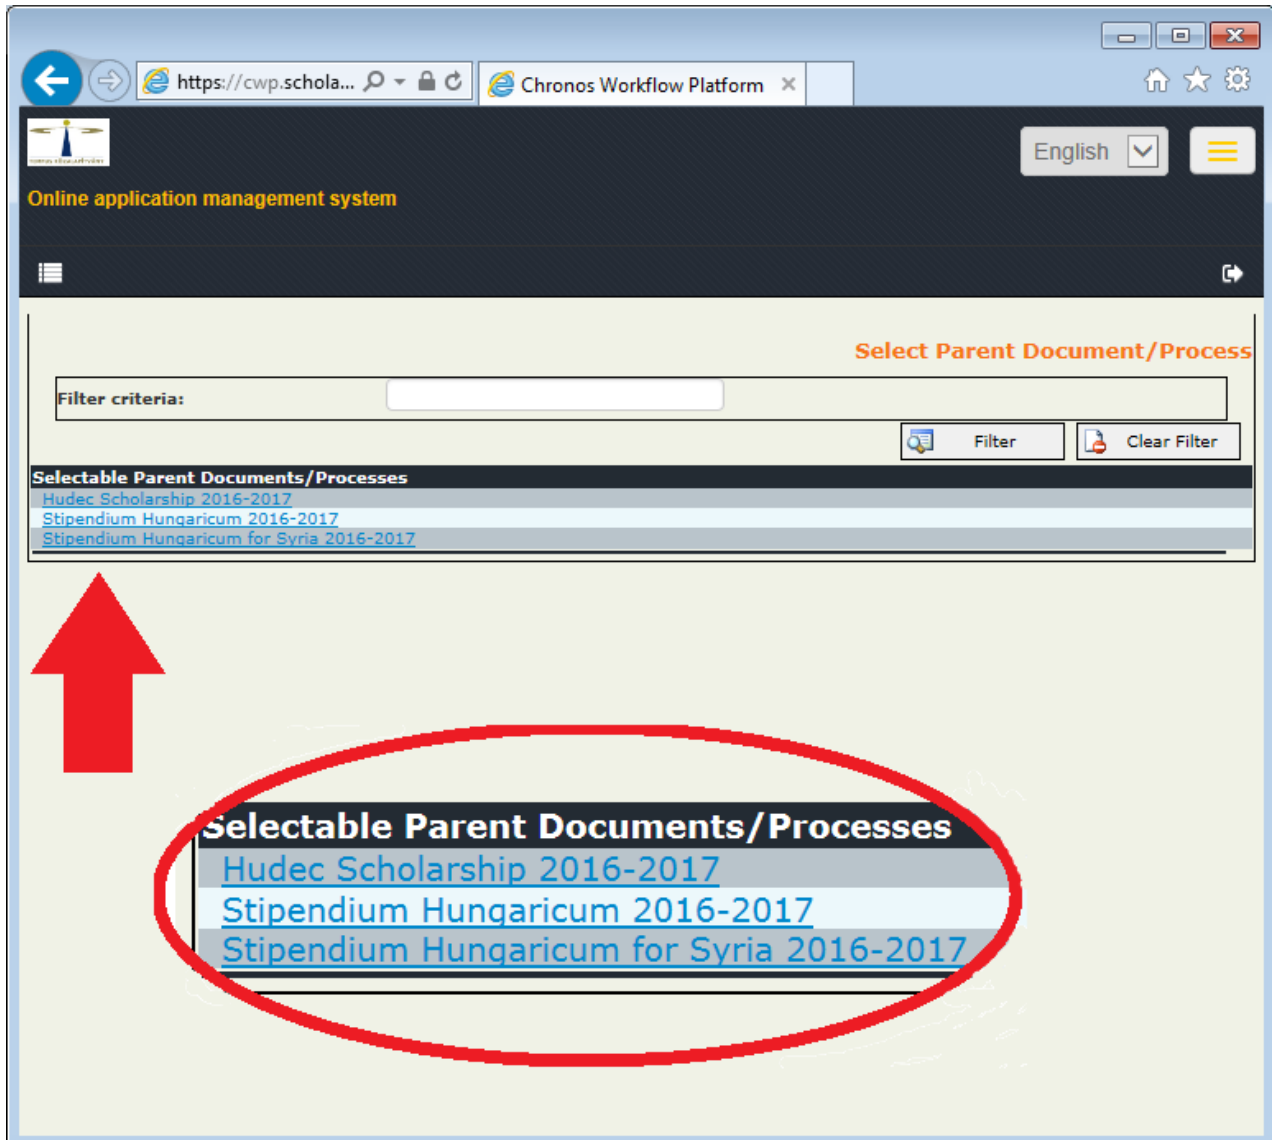 https://cwp.schola...
Chronos Workflow Platform
English
Online application management system
Select Parent Document/Process
Filter criteria:
Filter
Clear Filter
Selectable Parent Documents/Processes
Hudec Scholarship 2016-2017
Stipendium Hungaricum 2016-2017
Stipendium Hungaricum for Syria 2016-2017
Selectable Parent Documents/Processes
Hudec Scholarship 2016-2017
Stipendium Hungaricum 2016-2017
Stipendium Hungaricum for Syria 2016-2017